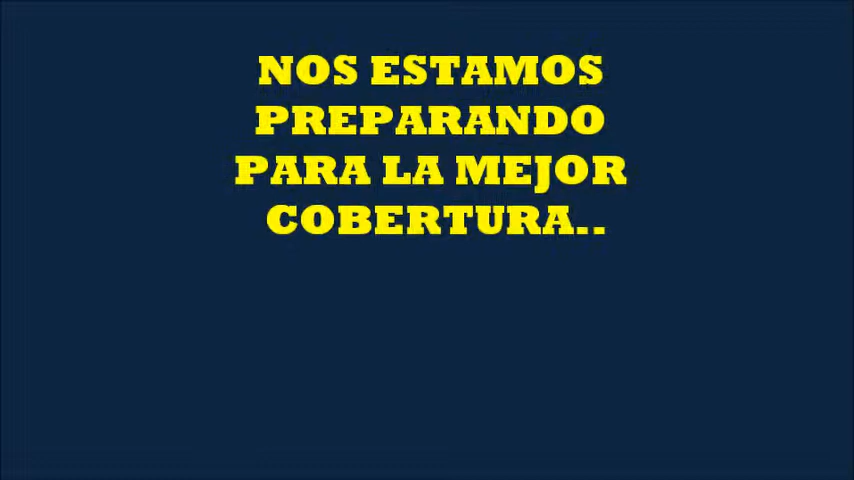 NOS ESTAMOS
PREPARANDO
PARA LA MEJOR
COBERTURA..